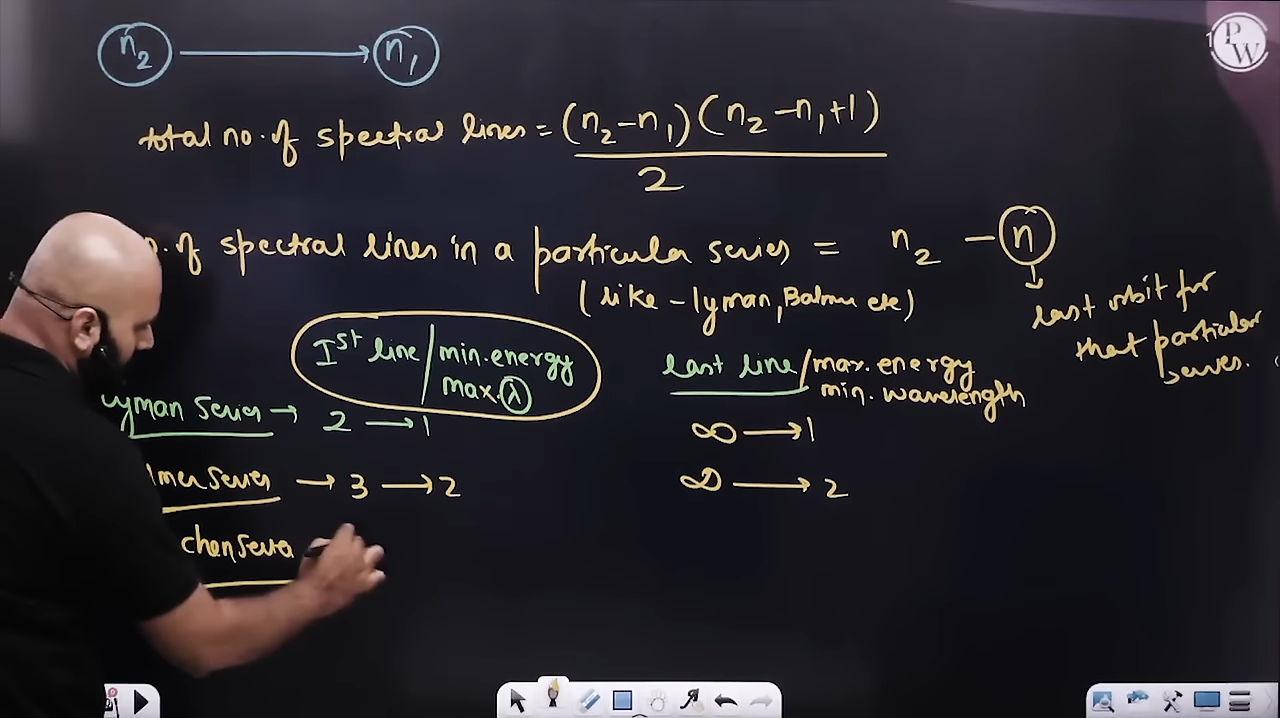 n₂ → n₁
total no. of spectral lines = (n₂-n₁)(n₂-n₁+1)
2
.of spectral lines in a particular series = n₂ - n
(like - lyman, Balmer etc)
last orbit for
that particular
series.
Iˢᵗ line/min.energy
max.λ
last line/max.energy
min. wavelength
yman Series → 2 → 1
∞ → 1
lmer Series → 3 → 2
∞ → 2
chen Series
PW